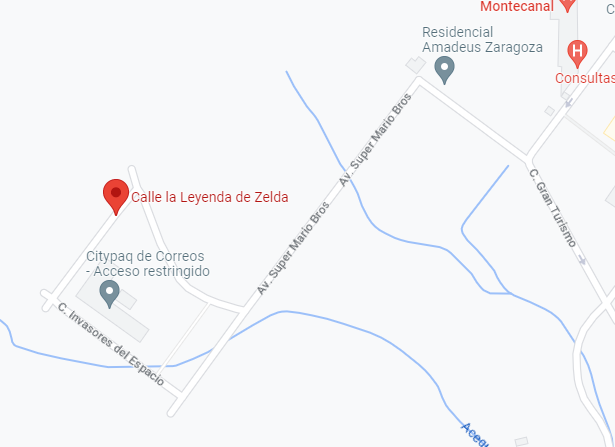 Montecanal
C
Residencial
Amadeus Zaragoza
H
Consultas
Av. Super Mario Bros
C. Gran Turismo
Calle la Leyenda de Zelda
Av. Super Mario Bros
Citypaq de Correos
- Acceso restringido
C. Invasores del Espacio
Aceq